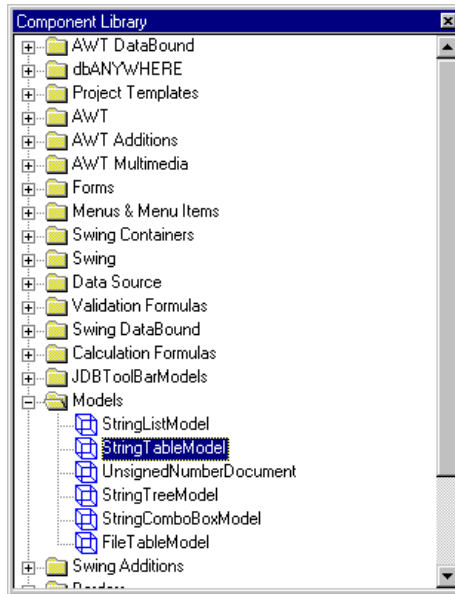 Component Library
AWT DataBound
dbANYWHERE
Project Templates
AWT
AWT Additions
AWT Multimedia
Forms
Menus & Menu Items
Swing Containers
Swing
Data Source
Validation Formulas
Swing DataBound
Calculation Formulas
JDBToolBarModels
Models
StringListModel
StringTableModel
UnsignedNumberDocument
StringTreeModel
StringComboBoxModel
FileTableModel
Swing Additions